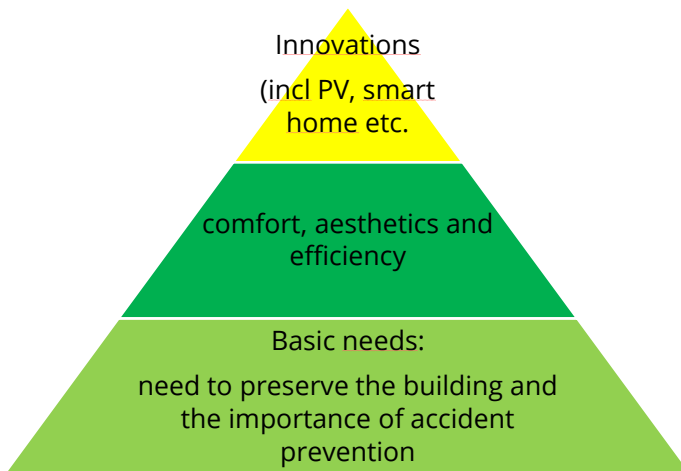 Innovations
(incl PV, smart
home etc.
comfort, aesthetics and
efficiency
Basic needs:
need to preserve the building and
the importance of accident
prevention